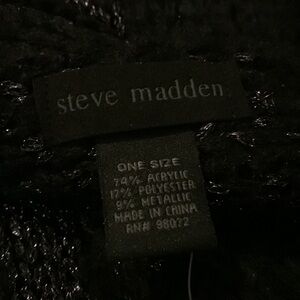 steve madden
ONE SIZE
74% ACRYLIC
17% POLYESTER
9% METALLIC
MADE IN CHINA
RN# 98072